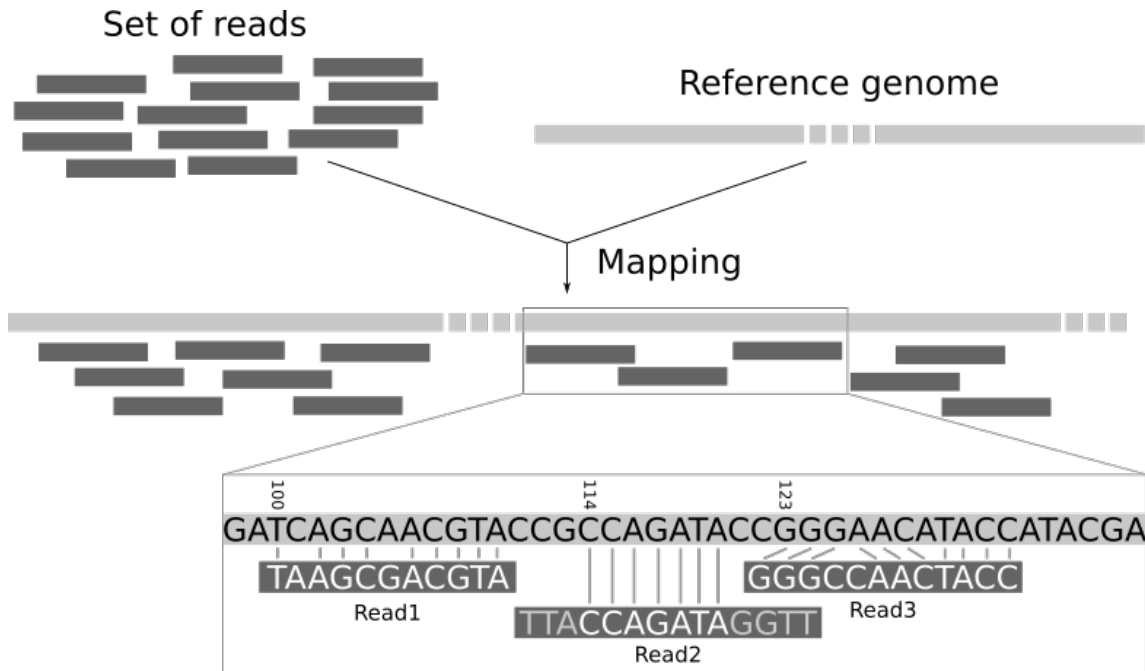 Set of reads
Reference genome
Mapping
100 114 123
GATCAGCAACGTACCGCCAGATACCGGGAACATACCATACGA
TAAGCGACGTA
Read1
TTACCAGATAGGTT
Read2
GGGCCAACTACC
Read3